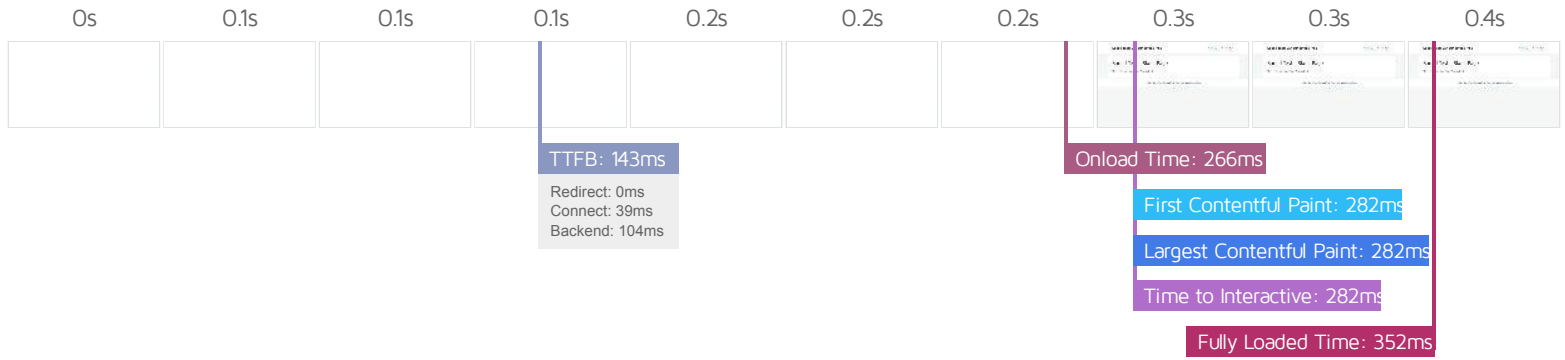 0s 0.1s 0.1s 0.1s 0.2s 0.2s 0.2s 0.3s 0.3s 0.4s
TTFB: 143ms
Redirect: 0ms
Connect: 39ms
Backend: 104ms
Onload Time: 266ms
First Contentful Paint: 282ms
Largest Contentful Paint: 282ms
Time to Interactive: 282ms
Fully Loaded Time: 352ms